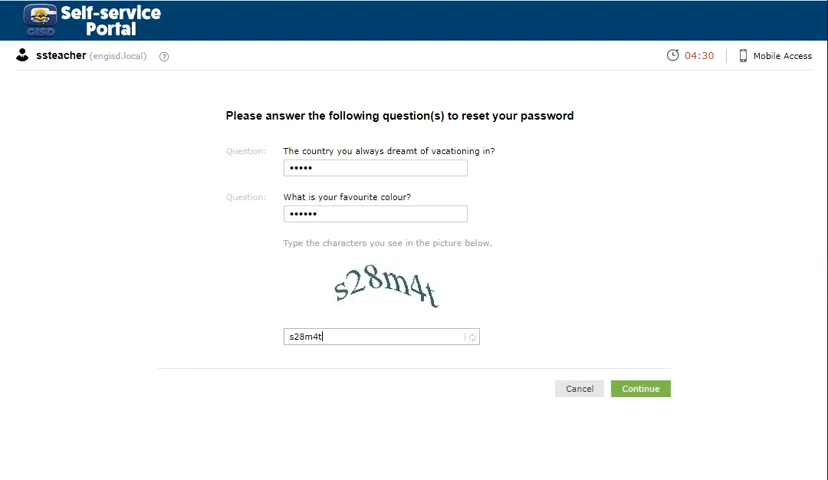 Self-service
Portal
GISD
ssteacher (engisd.local) ?
04:30
Mobile Access
Please answer the following question(s) to reset your password
Question: The country you always dreamt of vacationing in?
•••••
Question: What is your favourite colour?
••••••
Type the characters you see in the picture below.
s28m4t
s28m4t
Cancel Continue